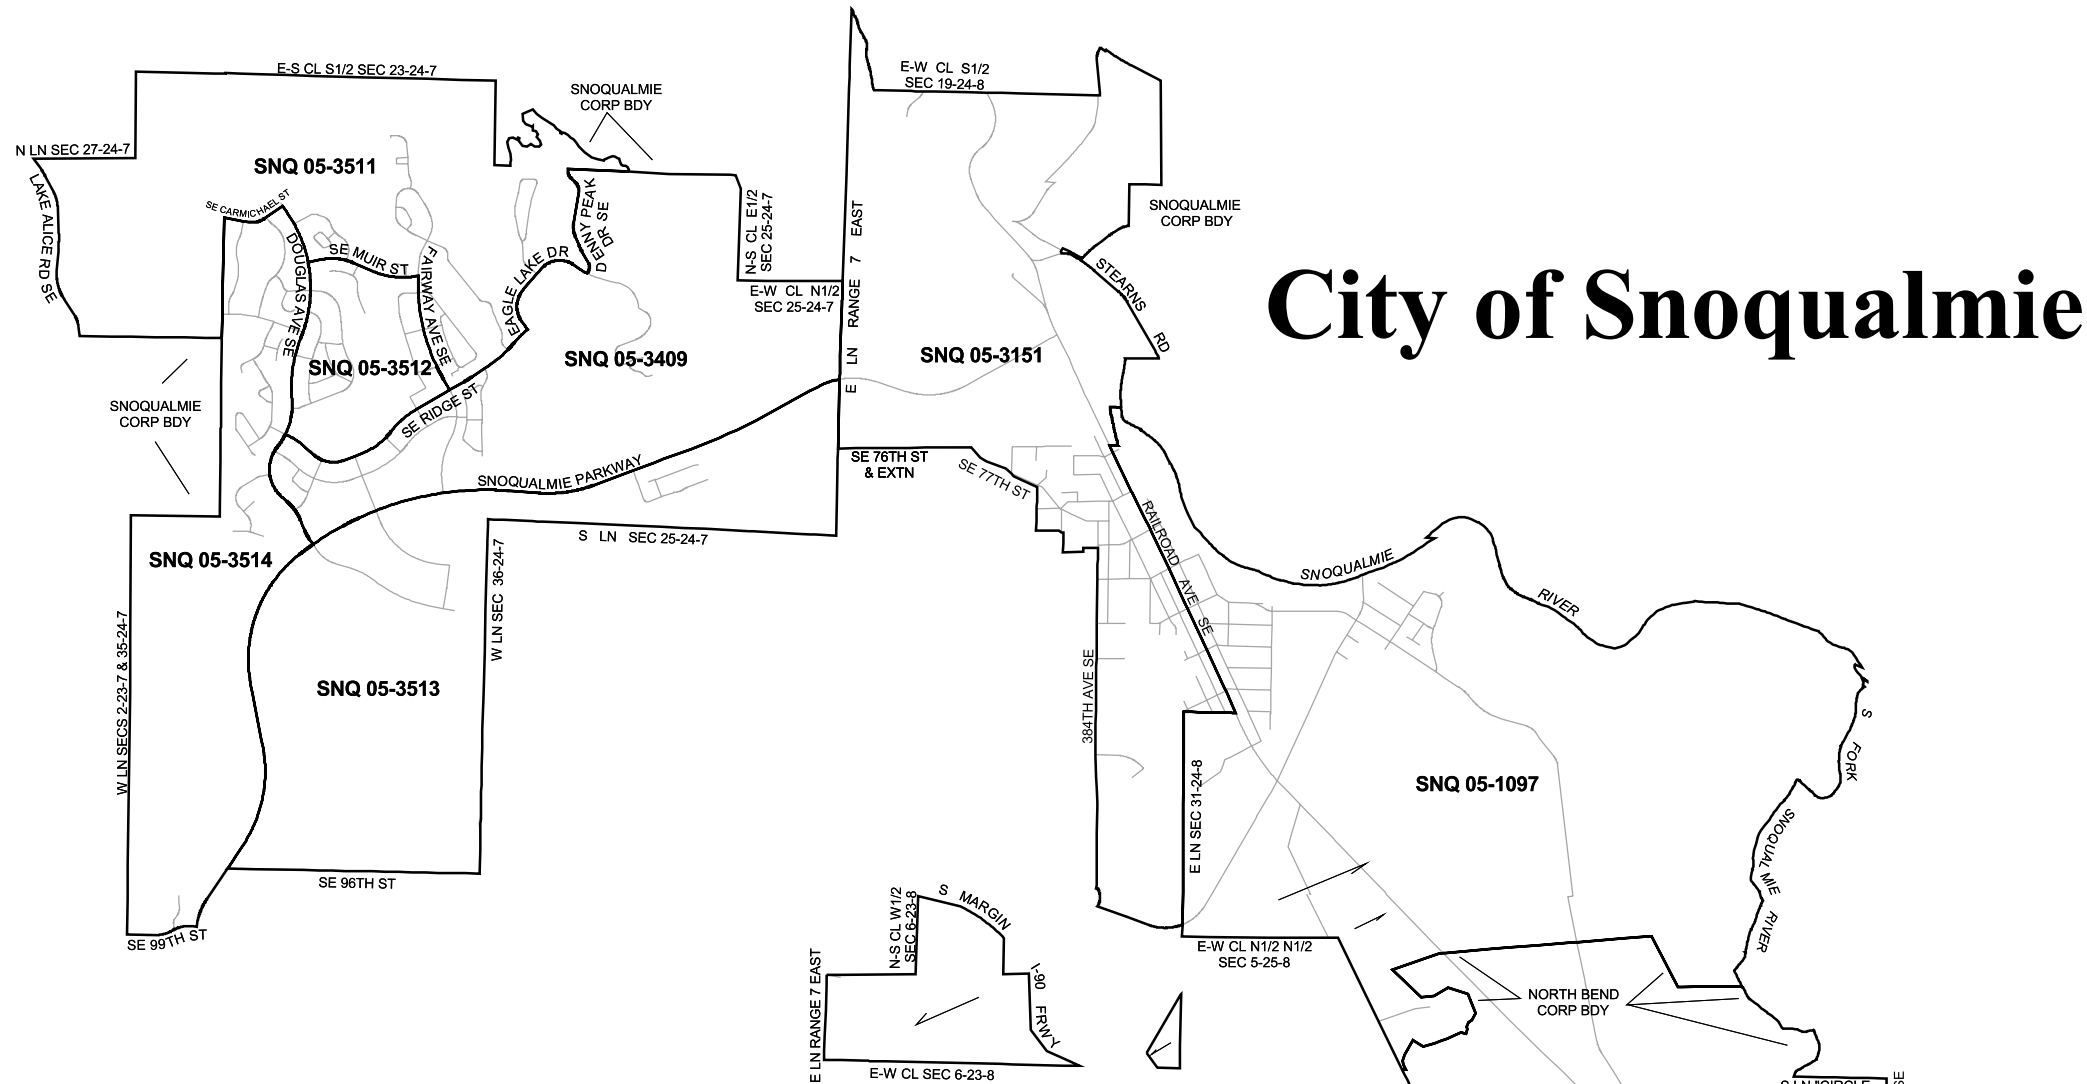 City of Snoqualmie
E-S CL S1/2 SEC 23-24-7
SNOQUALMIE
CORP BDY
E-W CL S1/2
SEC 19-24-8
N LN SEC 27-24-7
SNQ 05-3511
LAKE ALICE RD SE
SE CARMICHAEL ST
DOUGLAS AVE SE
SE MUIR ST
FAIRWAY AVE SE
EAGLE LAKE DR
DENNY PEAK
DR SE
N-S CL E1/2
SEC 25-24-7
E-W CL N1/2
SEC 25-24-7
E LN RANGE 7 EAST
SNOQUALMIE
CORP BDY
STEARNS RD
SNQ 05-3512
SNQ 05-3409
SNQ 05-3151
SNOQUALMIE
CORP BDY
SE RIDGE ST
SNOQUALMIE PARKWAY
SE 76TH ST
& EXTN
SE 77TH ST
S LN SEC 25-24-7
W LN SEC 36-24-7
RAILROAD AVE SE
SNOQUALMIE RIVER
SNQ 05-3514
W LN SECS 2-23-7 & 35-24-7
SNQ 05-3513
384TH AVE SE
S FORK
SNOQUALMIE RIVER
E LN SEC 31-24-8
SNQ 05-1097
SE 96TH ST
SE 99TH ST
N-S CL W1/2
SEC 6-23-8
S MARGIN
I-90 FRWY
E LN RANGE 7 EAST
E-W CL SEC 6-23-8
E-W CL N1/2 N1/2
SEC 5-25-8
NORTH BEND
CORP BDY
SE